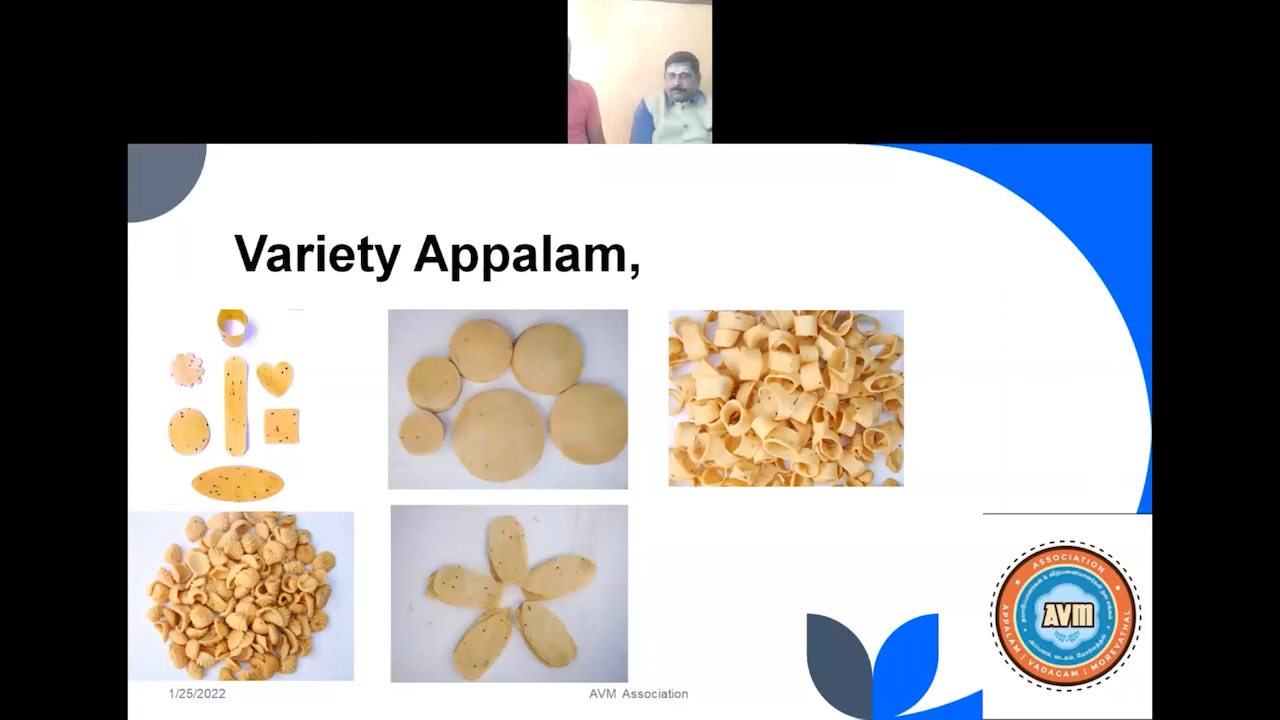 Variety Appalam,
ASSOCIATION
AVM
APPALAM | VADAGAM | MOREVATHAL
1/25/2022
AVM Association